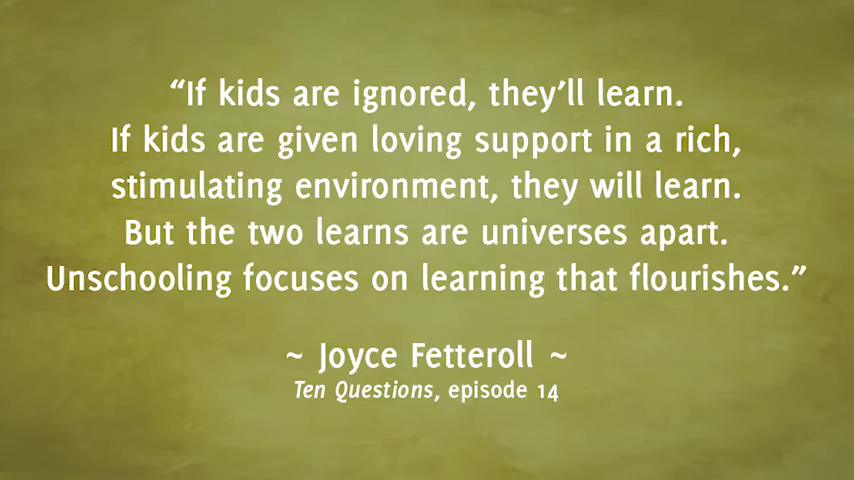 “If kids are ignored, they’ll learn.
If kids are given loving support in a rich,
stimulating environment, they will learn.
But the two learns are universes apart.
Unschooling focuses on learning that flourishes.”
~ Joyce Fetteroll ~
Ten Questions, episode 14